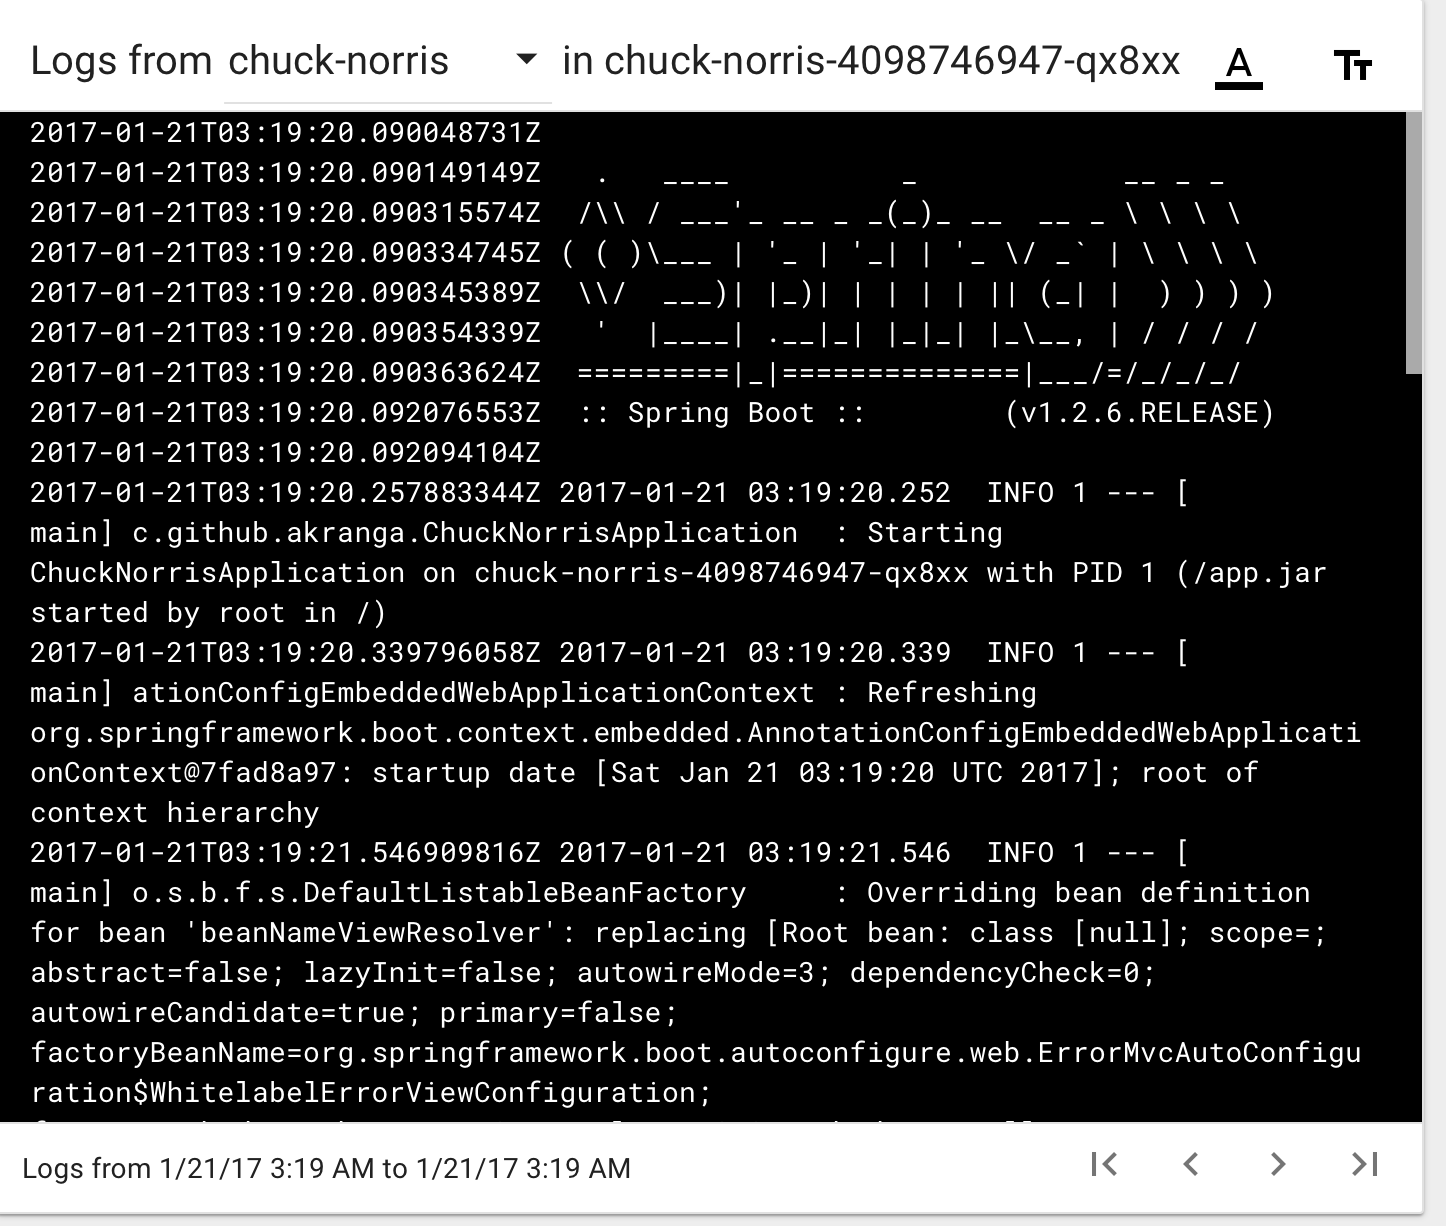 Logs from chuck-norris in chuck-norris-4098746947-qx8xx A TT
2017-01-21T03:19:20.090048731Z
2017-01-21T03:19:20.090149149Z   .   ____          _            __ _ _
2017-01-21T03:19:20.090315574Z  /\\ / ___'_ __ _ _(_)_ __  __ _ \ \ \ \
2017-01-21T03:19:20.090334745Z ( ( )\___ | '_ | '_| | '_ \/ _` | \ \ \ \
2017-01-21T03:19:20.090345389Z  \\/  ___)| |_)| | | | | || (_| |  ) ) ) )
2017-01-21T03:19:20.090354339Z   '  |____| .__|_| |_|_| |_\__, | / / / /
2017-01-21T03:19:20.090363624Z  =========|_|==============|___/=/_/_/_/
2017-01-21T03:19:20.092076553Z  :: Spring Boot ::        (v1.2.6.RELEASE)
2017-01-21T03:19:20.092094104Z
2017-01-21T03:19:20.257883344Z 2017-01-21 03:19:20.252  INFO 1 --- [
main] c.github.akranga.ChuckNorrisApplication  : Starting
ChuckNorrisApplication on chuck-norris-4098746947-qx8xx with PID 1 (/app.jar
started by root in /)
2017-01-21T03:19:20.339796058Z 2017-01-21 03:19:20.339  INFO 1 --- [
main] ationConfigEmbeddedWebApplicationContext : Refreshing
org.springframework.boot.context.embedded.AnnotationConfigEmbeddedWebApplicati
onContext@7fad8a97: startup date [Sat Jan 21 03:19:20 UTC 2017]; root of
context hierarchy
2017-01-21T03:19:21.546909816Z 2017-01-21 03:19:21.546  INFO 1 --- [
main] o.s.b.f.s.DefaultListableBeanFactory     : Overriding bean definition
for bean 'beanNameViewResolver': replacing [Root bean: class [null]; scope=;
abstract=false; lazyInit=false; autowireMode=3; dependencyCheck=0;
autowireCandidate=true; primary=false;
factoryBeanName=org.springframework.boot.autoconfigure.web.ErrorMvcAutoConfigu
ration$WhitelabelErrorViewConfiguration;
Logs from 1/21/17 3:19 AM to 1/21/17 3:19 AM